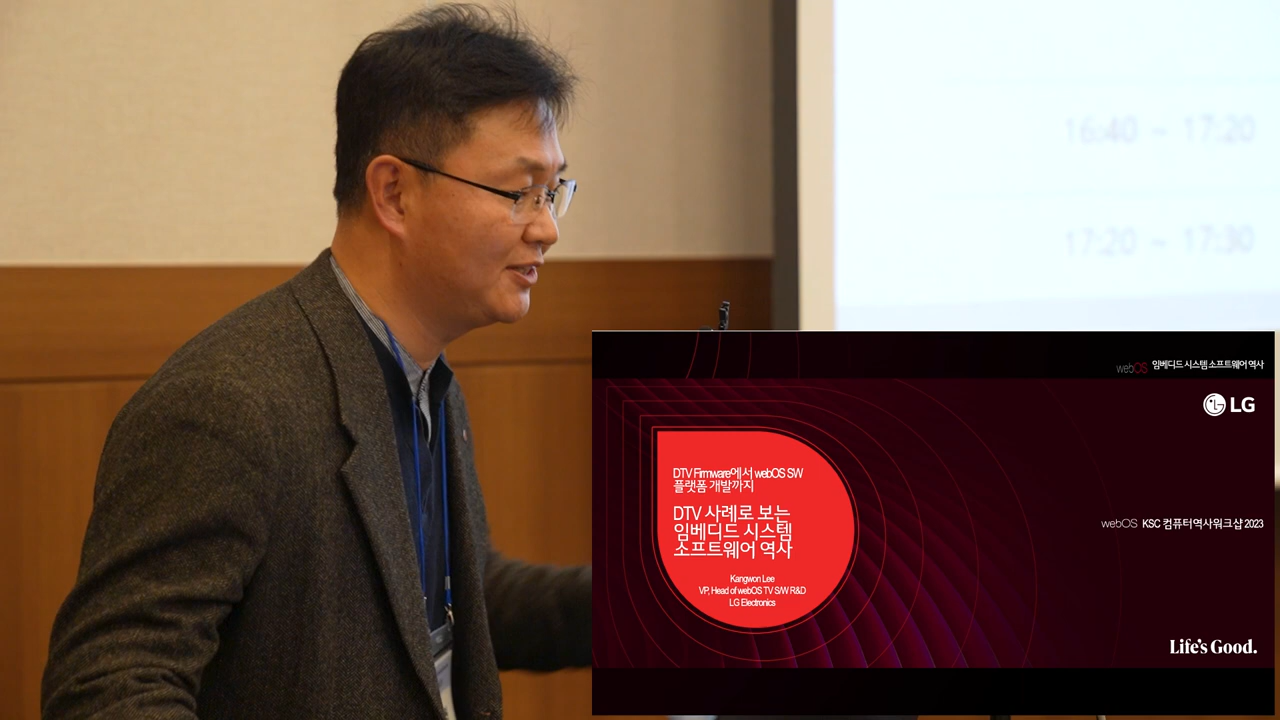 16:40 ~ 17:20
17:20 ~ 17:30
webOS 임베디드 시스템 소프트웨어 역사
LG
DTV Firmware에서 webOS SW
플랫폼 개발까지
DTV 사례로 보는
임베디드 시스템
소프트웨어 역사
Kangwon Lee
VP, Head of webOS TV S/W R&D
LG Electronics
webOS KSC 컴퓨터역사워크샵 2023
Life's Good.